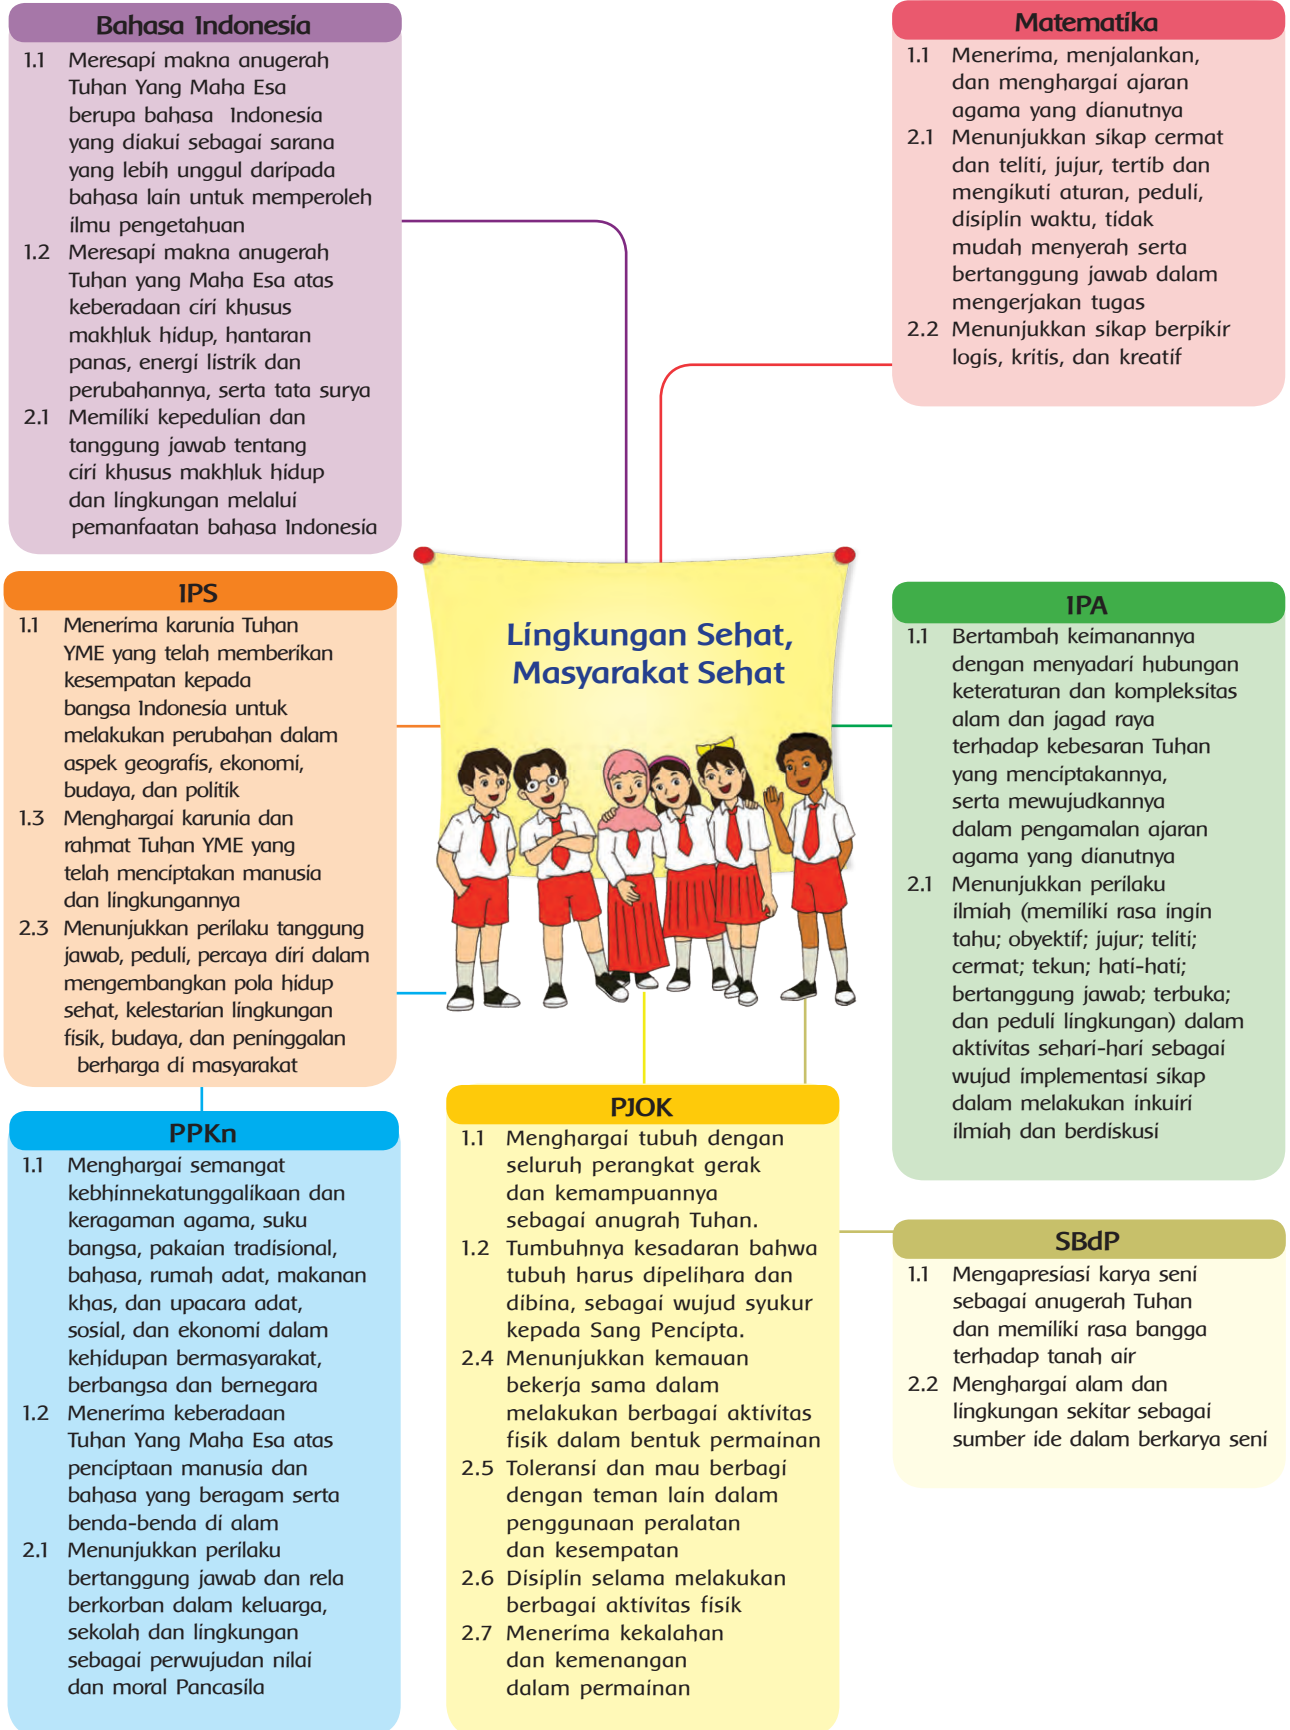 Bahasa Indonesia
1.1 Meresapi makna anugerah
Tuhan Yang Maha Esa
berupa bahasa Indonesia
yang diakui sebagai sarana
yang lebih unggul daripada
bahasa lain untuk memperoleh
ilmu pengetahuan
1.2 Meresapi makna anugerah
Tuhan yang Maha Esa atas
keberadaan ciri khusus
makhluk hidup, hantaran
panas, energi listrik dan
perubahannya, serta tata surya
2.1 Memiliki kepedulian dan
tanggung jawab tentang
ciri khusus makhluk hidup
dan lingkungan melalui
pemanfaatan bahasa Indonesia
Matematika
1.1 Menerima, menjalankan,
dan menghargai ajaran
agama yang dianutnya
2.1 Menunjukkan sikap cermat
dan teliti, jujur, tertib dan
mengikuti aturan, peduli,
disiplin waktu, tidak
mudah menyerah serta
bertanggung jawab dalam
mengerjakan tugas
2.2 Menunjukkan sikap berpikir
logis, kritis, dan kreatif
Lingkungan Sehat,
Masyarakat Sehat
IPS
1.1 Menerima karunia Tuhan
YME yang telah memberikan
kesempatan kepada
bangsa Indonesia untuk
melakukan perubahan dalam
aspek geografis, ekonomi,
budaya, dan politik
1.3 Menghargai karunia dan
rahmat Tuhan YME yang
telah menciptakan manusia
dan lingkungannya
2.3 Menunjukkan perilaku tanggung
jawab, peduli, percaya diri dalam
mengembangkan pola hidup
sehat, kelestarian lingkungan
fisik, budaya, dan peninggalan
berharga di masyarakat
IPA
1.1 Bertambah keimanannya
dengan menyadari hubungan
keteraturan dan kompleksitas
alam dan jagad raya
terhadap kebesaran Tuhan
yang menciptakannya,
serta mewujudkannya
dalam pengamalan ajaran
agama yang dianutnya
2.1 Menunjukkan perilaku
ilmiah (memiliki rasa ingin
tahu; obyektif; jujur; teliti;
cermat; tekun; hati-hati;
bertanggung jawab; terbuka;
dan peduli lingkungan) dalam
aktivitas sehari-hari sebagai
wujud implementasi sikap
dalam melakukan inkuiri
ilmiah dan berdiskusi
PPKn
1.1 Menghargai semangat
kebhinnekatunggalikaan dan
keragaman agama, suku
bangsa, pakaian tradisional,
bahasa, rumah adat, makanan
khas, dan upacara adat,
sosial, dan ekonomi dalam
kehidupan bermasyarakat,
berbangsa dan bernegara
1.2 Menerima keberadaan
Tuhan Yang Maha Esa atas
penciptaan manusia dan
bahasa yang beragam serta
benda-benda di alam
2.1 Menunjukkan perilaku
bertanggung jawab dan rela
berkorban dalam keluarga,
sekolah dan lingkungan
sebagai perwujudan nilai
dan moral Pancasila
PJOK
1.1 Menghargai tubuh dengan
seluruh perangkat gerak
dan kemampuannya
sebagai anugrah Tuhan.
1.2 Tumbuhnya kesadaran bahwa
tubuh harus dipelihara dan
dibina, sebagai wujud syukur
kepada Sang Pencipta.
2.4 Menunjukkan kemauan
bekerja sama dalam
melakukan berbagai aktivitas
fisik dalam bentuk permainan
2.5 Toleransi dan mau berbagi
dengan teman lain dalam
penggunaan peralatan
dan kesempatan
2.6 Disiplin selama melakukan
berbagai aktivitas fisik
2.7 Menerima kekalahan
dan kemenangan
dalam permainan
SBdP
1.1 Mengapresiasi karya seni
sebagai anugerah Tuhan
dan memiliki rasa bangga
terhadap tanah air
2.2 Menghargai alam dan
lingkungan sekitar sebagai
sumber ide dalam berkarya seni